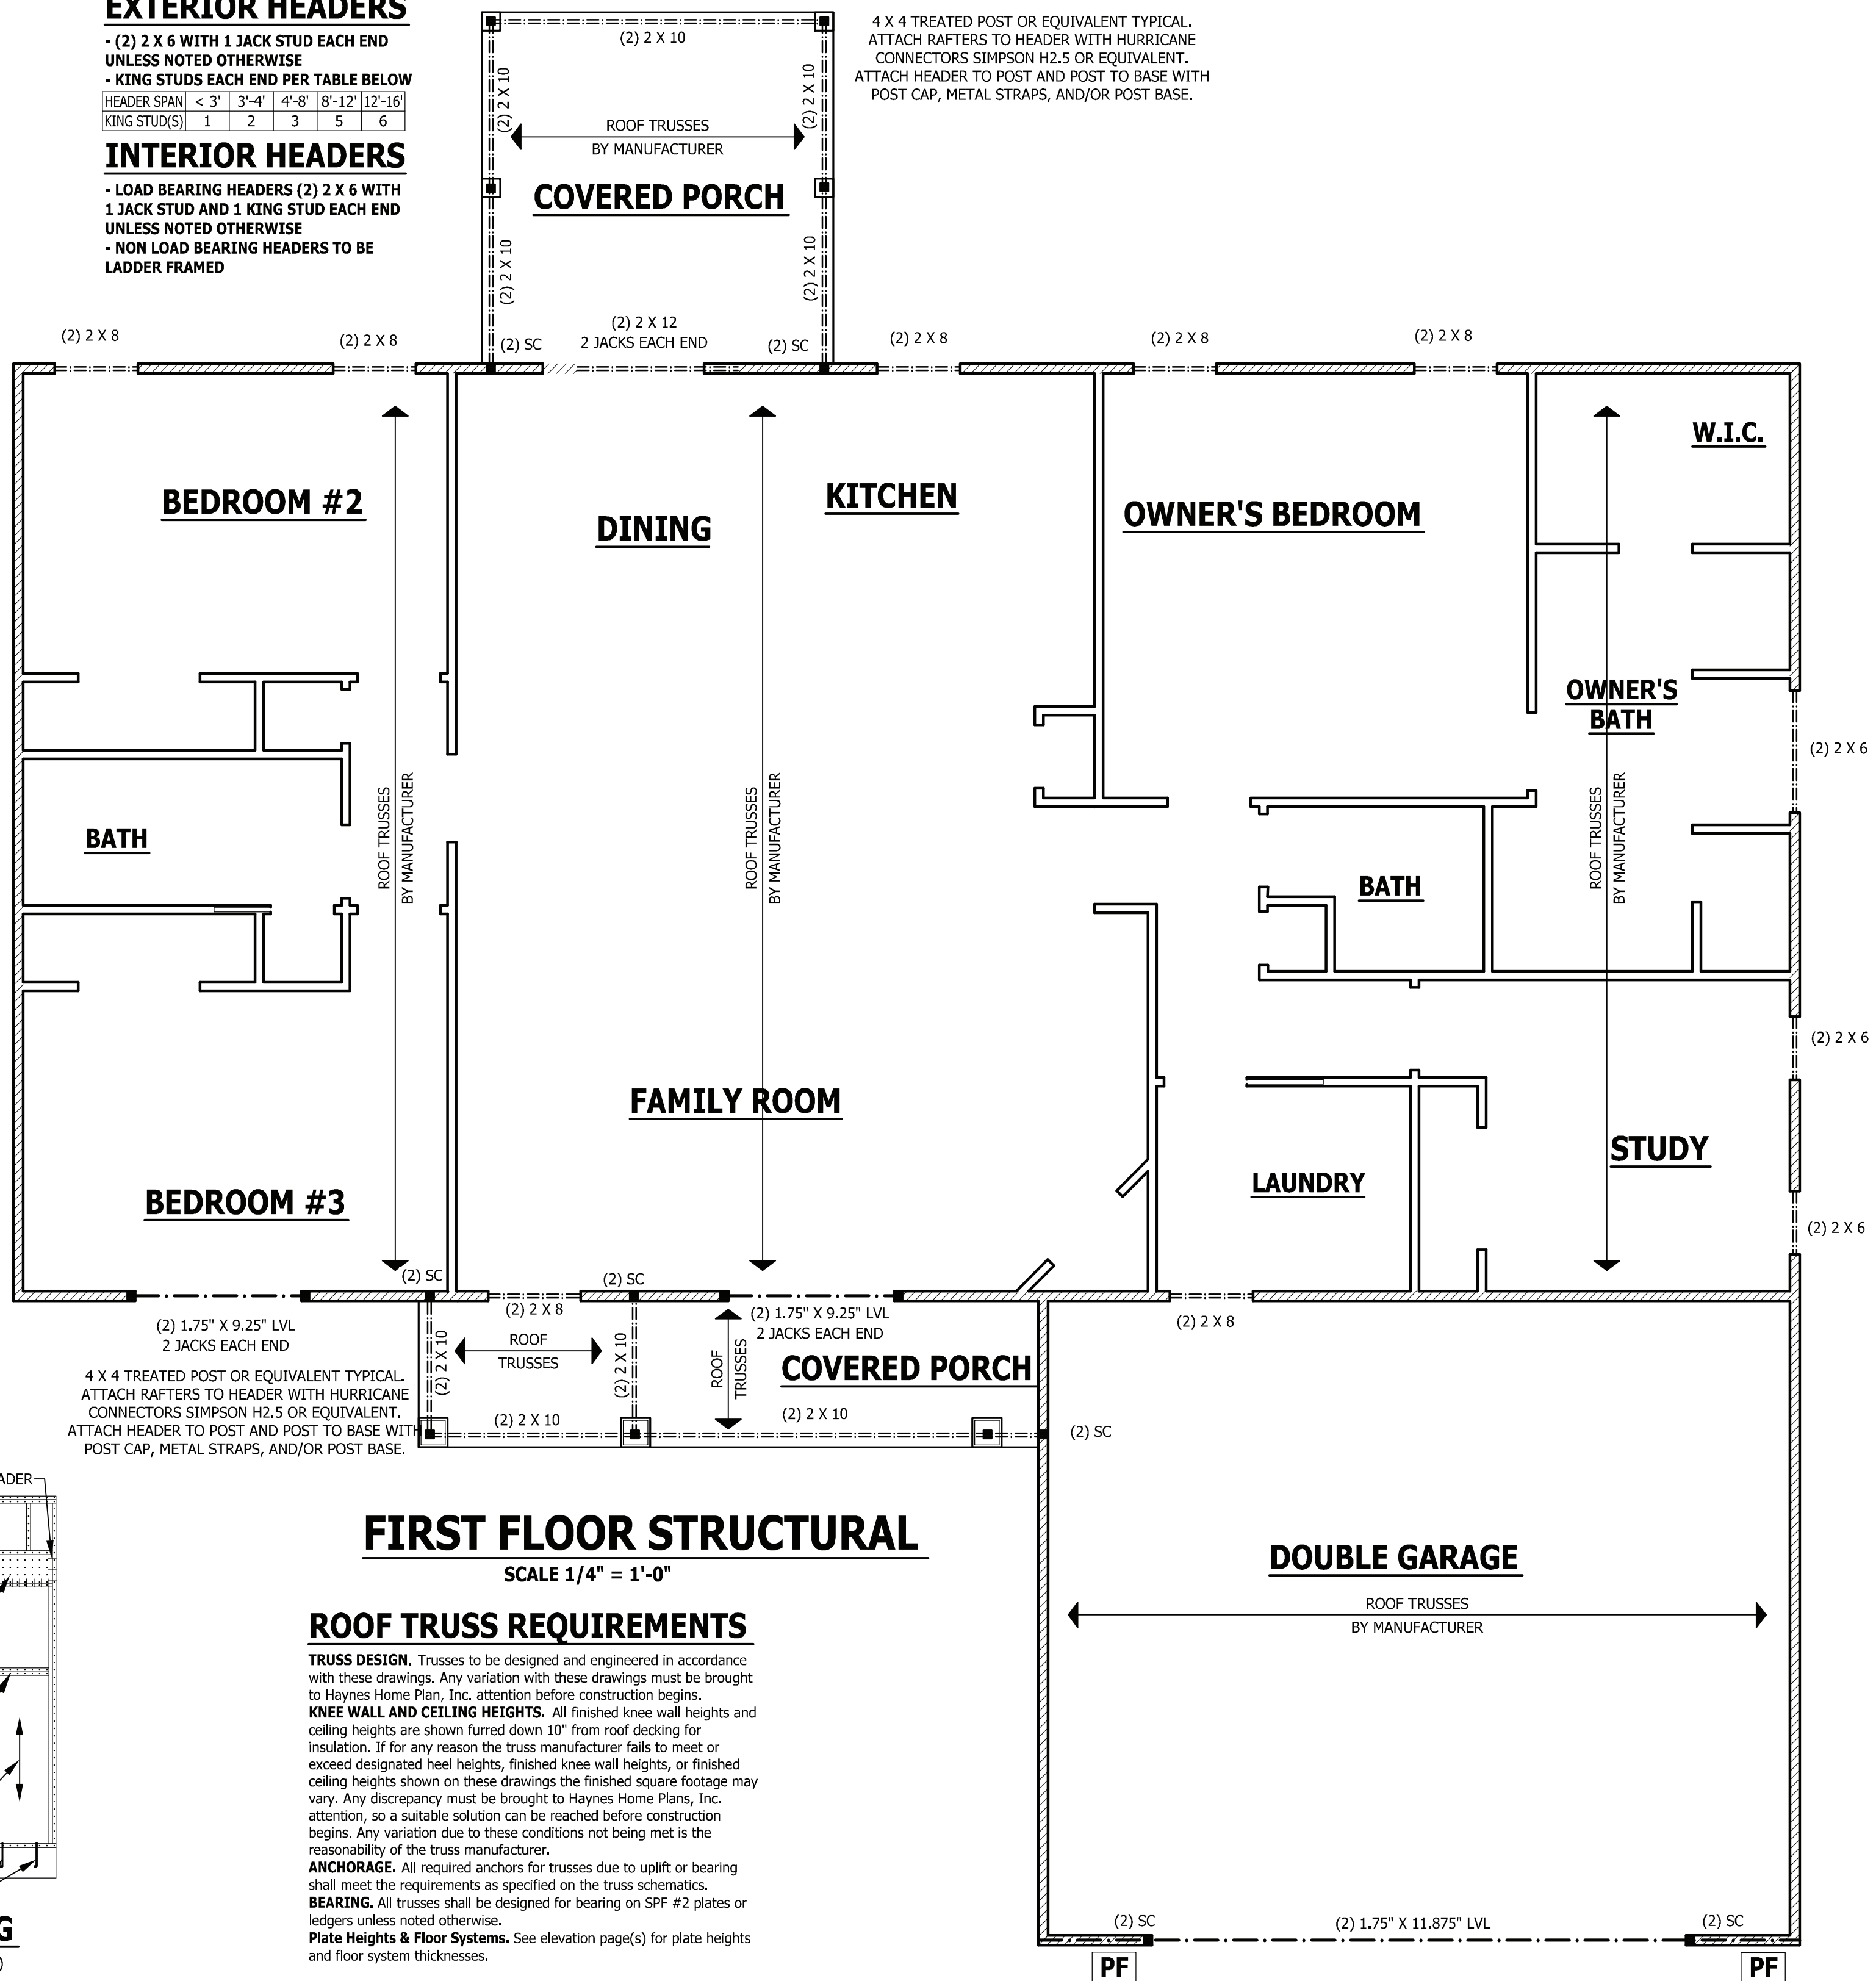 EXTERIOR HEADERS
- (2) 2 X 6 WITH 1 JACK STUD EACH END
UNLESS NOTED OTHERWISE
- KING STUDS EACH END PER TABLE BELOW
HEADER SPAN < 3' 3'-4' 4'-8' 8'-12' 12'-16'
KING STUD(S) 1 2 3 5 6
INTERIOR HEADERS
- LOAD BEARING HEADERS (2) 2 X 6 WITH
1 JACK STUD AND 1 KING STUD EACH END
UNLESS NOTED OTHERWISE
- NON LOAD BEARING HEADERS TO BE
LADDER FRAMED
(2) 2 X 10
(2) 2 X 10
(2) 2 X 10
ROOF TRUSSES
BY MANUFACTURER
COVERED PORCH
(2) 2 X 10
(2) 2 X 10
4 X 4 TREATED POST OR EQUIVALENT TYPICAL.
ATTACH RAFTERS TO HEADER WITH HURRICANE
CONNECTORS SIMPSON H2.5 OR EQUIVALENT.
ATTACH HEADER TO POST AND POST TO BASE WITH
POST CAP, METAL STRAPS, AND/OR POST BASE.
(2) 2 X 8
(2) 2 X 8
(2) SC
(2) 2 X 12
2 JACKS EACH END
(2) SC
(2) 2 X 8
(2) 2 X 8
(2) 2 X 8
W.I.C.
BEDROOM #2
DINING
KITCHEN
OWNER'S BEDROOM
OWNER'S
BATH
(2) 2 X 6
ROOF TRUSSES
BY MANUFACTURER
ROOF TRUSSES
BY MANUFACTURER
ROOF TRUSSES
BY MANUFACTURER
BATH
BATH
(2) 2 X 6
FAMILY ROOM
STUDY
LAUNDRY
BEDROOM #3
(2) 2 X 6
(2) SC
(2) SC
(2) 2 X 8
(2) 1.75" X 9.25" LVL
2 JACKS EACH END
(2) 1.75" X 9.25" LVL
2 JACKS EACH END
(2) 2 X 8
(2) 2 X 10
ROOF
TRUSSES
(2) 2 X 10
ROOF
TRUSSES
COVERED PORCH
4 X 4 TREATED POST OR EQUIVALENT TYPICAL.
ATTACH RAFTERS TO HEADER WITH HURRICANE
CONNECTORS SIMPSON H2.5 OR EQUIVALENT.
ATTACH HEADER TO POST AND POST TO BASE WITH
POST CAP, METAL STRAPS, AND/OR POST BASE.
(2) 2 X 10
(2) 2 X 10
(2) SC
ADER
FIRST FLOOR STRUCTURAL
SCALE 1/4" = 1'-0"
DOUBLE GARAGE
ROOF TRUSSES
BY MANUFACTURER
ROOF TRUSS REQUIREMENTS
TRUSS DESIGN. Trusses to be designed and engineered in accordance
with these drawings. Any variation with these drawings must be brought
to Haynes Home Plan, Inc. attention before construction begins.
KNEE WALL AND CEILING HEIGHTS. All finished knee wall heights and
ceiling heights are shown furred down 10" from roof decking for
insulation. If for any reason the truss manufacturer fails to meet or
exceed designated heel heights, finished knee wall heights, or finished
ceiling heights shown on these drawings the finished square footage may
vary. Any discrepancy must be brought to Haynes Home Plans, Inc.
attention, so a suitable solution can be reached before construction
begins. Any variation due to these conditions not being met is the
reasonability of the truss manufacturer.
ANCHORAGE. All required anchors for trusses due to uplift or bearing
shall meet the requirements as specified on the truss schematics.
BEARING. All trusses shall be designed for bearing on SPF #2 plates or
ledgers unless noted otherwise.
Plate Heights & Floor Systems. See elevation page(s) for plate heights
and floor system thicknesses.
G
)
(2) SC
(2) 1.75" X 11.875" LVL
(2) SC
PF
PF